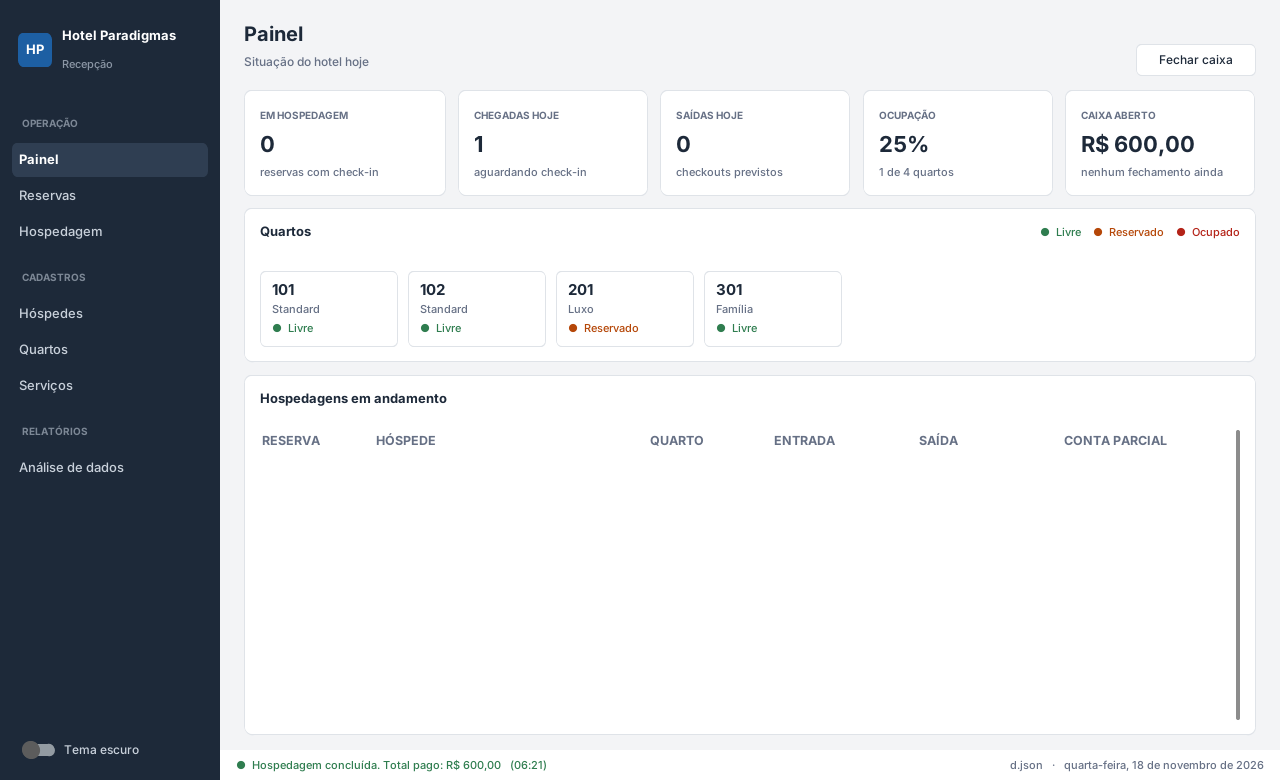 HP
Hotel Paradigmas
Recepção
OPERAÇÃO
Painel
Reservas
Hospedagem
CADASTROS
Hóspedes
Quartos
Serviços
RELATÓRIOS
Análise de dados
Tema escuro
Painel
Situação do hotel hoje
Fechar caixa
EM HOSPEDAGEM
0
reservas com check-in
CHEGADAS HOJE
1
aguardando check-in
SAÍDAS HOJE
0
checkouts previstos
OCUPAÇÃO
25%
1 de 4 quartos
CAIXA ABERTO
R$ 600,00
nenhum fechamento ainda
Quartos
Livre Reservado Ocupado
101
Standard
Livre
102
Standard
Livre
201
Luxo
Reservado
301
Família
Livre
Hospedagens em andamento
RESERVA HÓSPEDE QUARTO ENTRADA SAÍDA CONTA PARCIAL
Hospedagem concluída. Total pago: R$ 600,00 (06:21)
d.json · quarta-feira, 18 de novembro de 2026